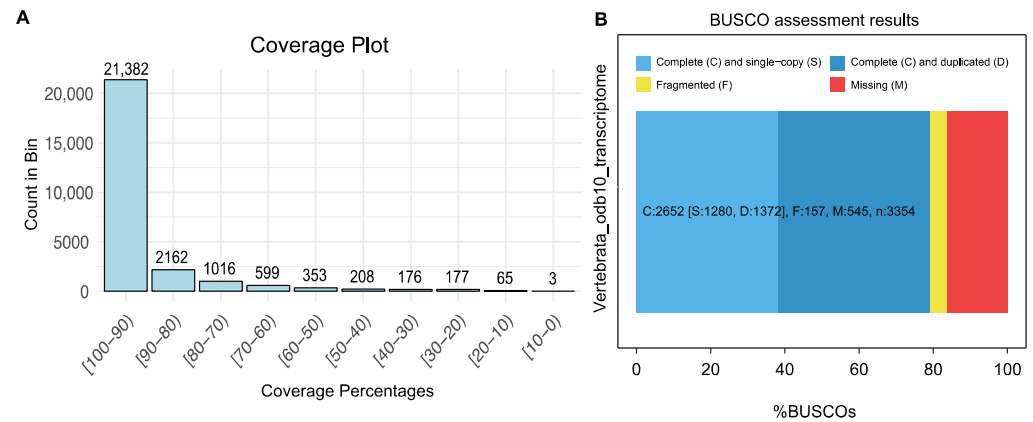 A
Coverage Plot
Count in Bin
20,000
15,000
10,000
5000
0
21,382
2162
1016
599
353
208
176
177
65
3
[100−90)
[90−80)
[80−70)
[70−60)
[60−50)
[50−40)
[40−30)
[30−20)
[20−10)
[10−0)
Coverage Percentages
B
BUSCO assessment results
Complete (C) and single−copy (S)
Complete (C) and duplicated (D)
Fragmented (F)
Missing (M)
Vertebrata_odb10_transcriptome
C:2652 [S:1280, D:1372], F:157, M:545, n:3354
0
20
40
60
80
100
%BUSCOs